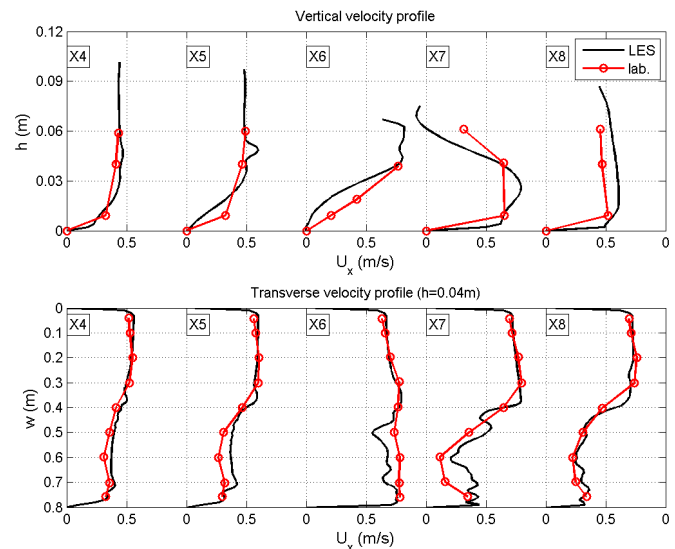 Vertical velocity profile
0.12
0.09
0.06
0.03
0
h (m)
X4
X5
X6
X7
X8
LES
lab.
0 0.5 0 0.5 0 0.5 0 0.5 0 0.5 0
U_x (m/s)
Transverse velocity profile (h=0.04m)
0
0.1
0.2
0.3
0.4
0.5
0.6
0.7
0.8
w (m)
X4
X5
X6
X7
X8
0 0.5 0 0.5 0 0.5 0 0.5 0 0.5 0
U_x (m/s)